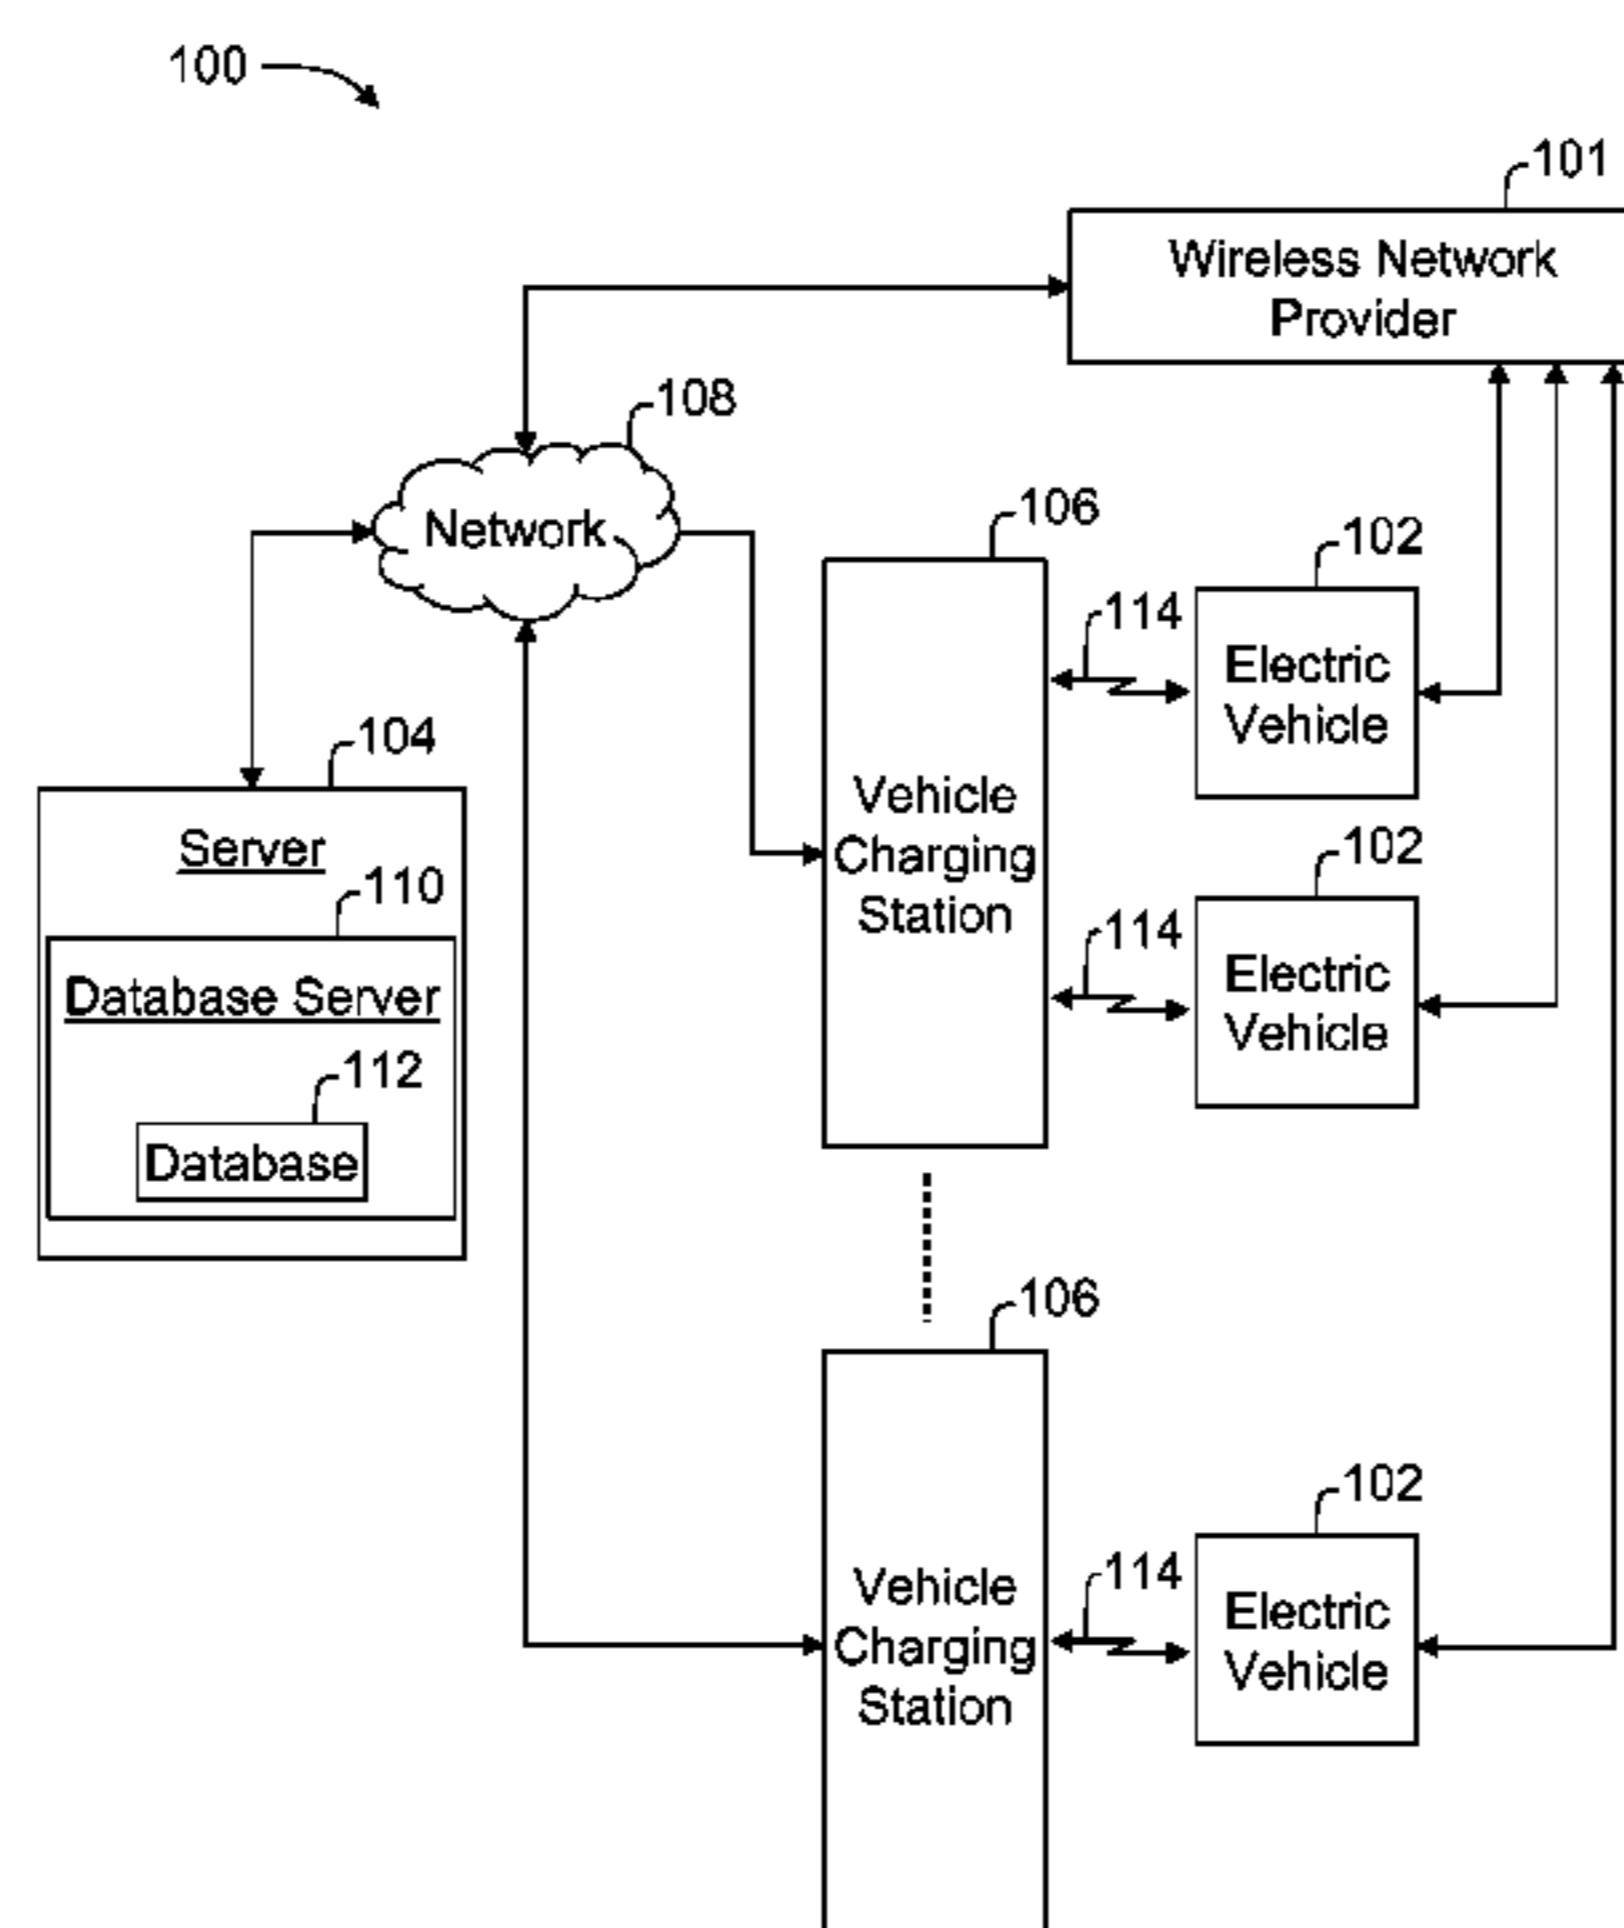 100
101
Wireless Network
Provider
108
Network
106
102
114
Electric
Vehicle
104
Server
Vehicle
Charging
Station
110
102
114
Electric
Vehicle
Database Server
112
Database
106
102
114
Electric
Vehicle
Vehicle
Charging
Station